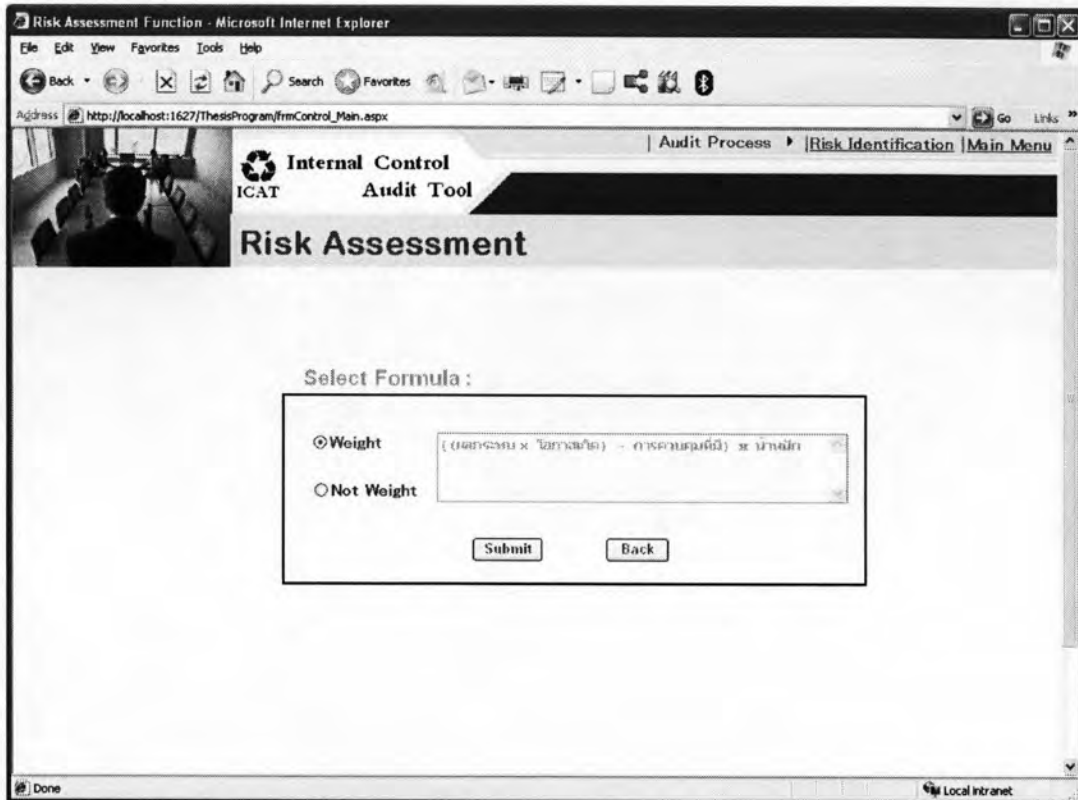 Risk Assessment Function - Microsoft Internet Explorer
File Edit View Favorites Tools Help
Back Search Favorites
Address http://localhost:1627/ThesisProgram/frmControl_Main.aspx Go Links »
| Audit Process |Risk Identification |Main Menu
Internal Control
ICAT Audit Tool
Risk Assessment
Select Formula :
Weight ((ผลกระทบ x โอกาสเกิด) - การควบคุมที่มี) x น้ำหนัก
Not Weight
Submit Back
Done Local intranet